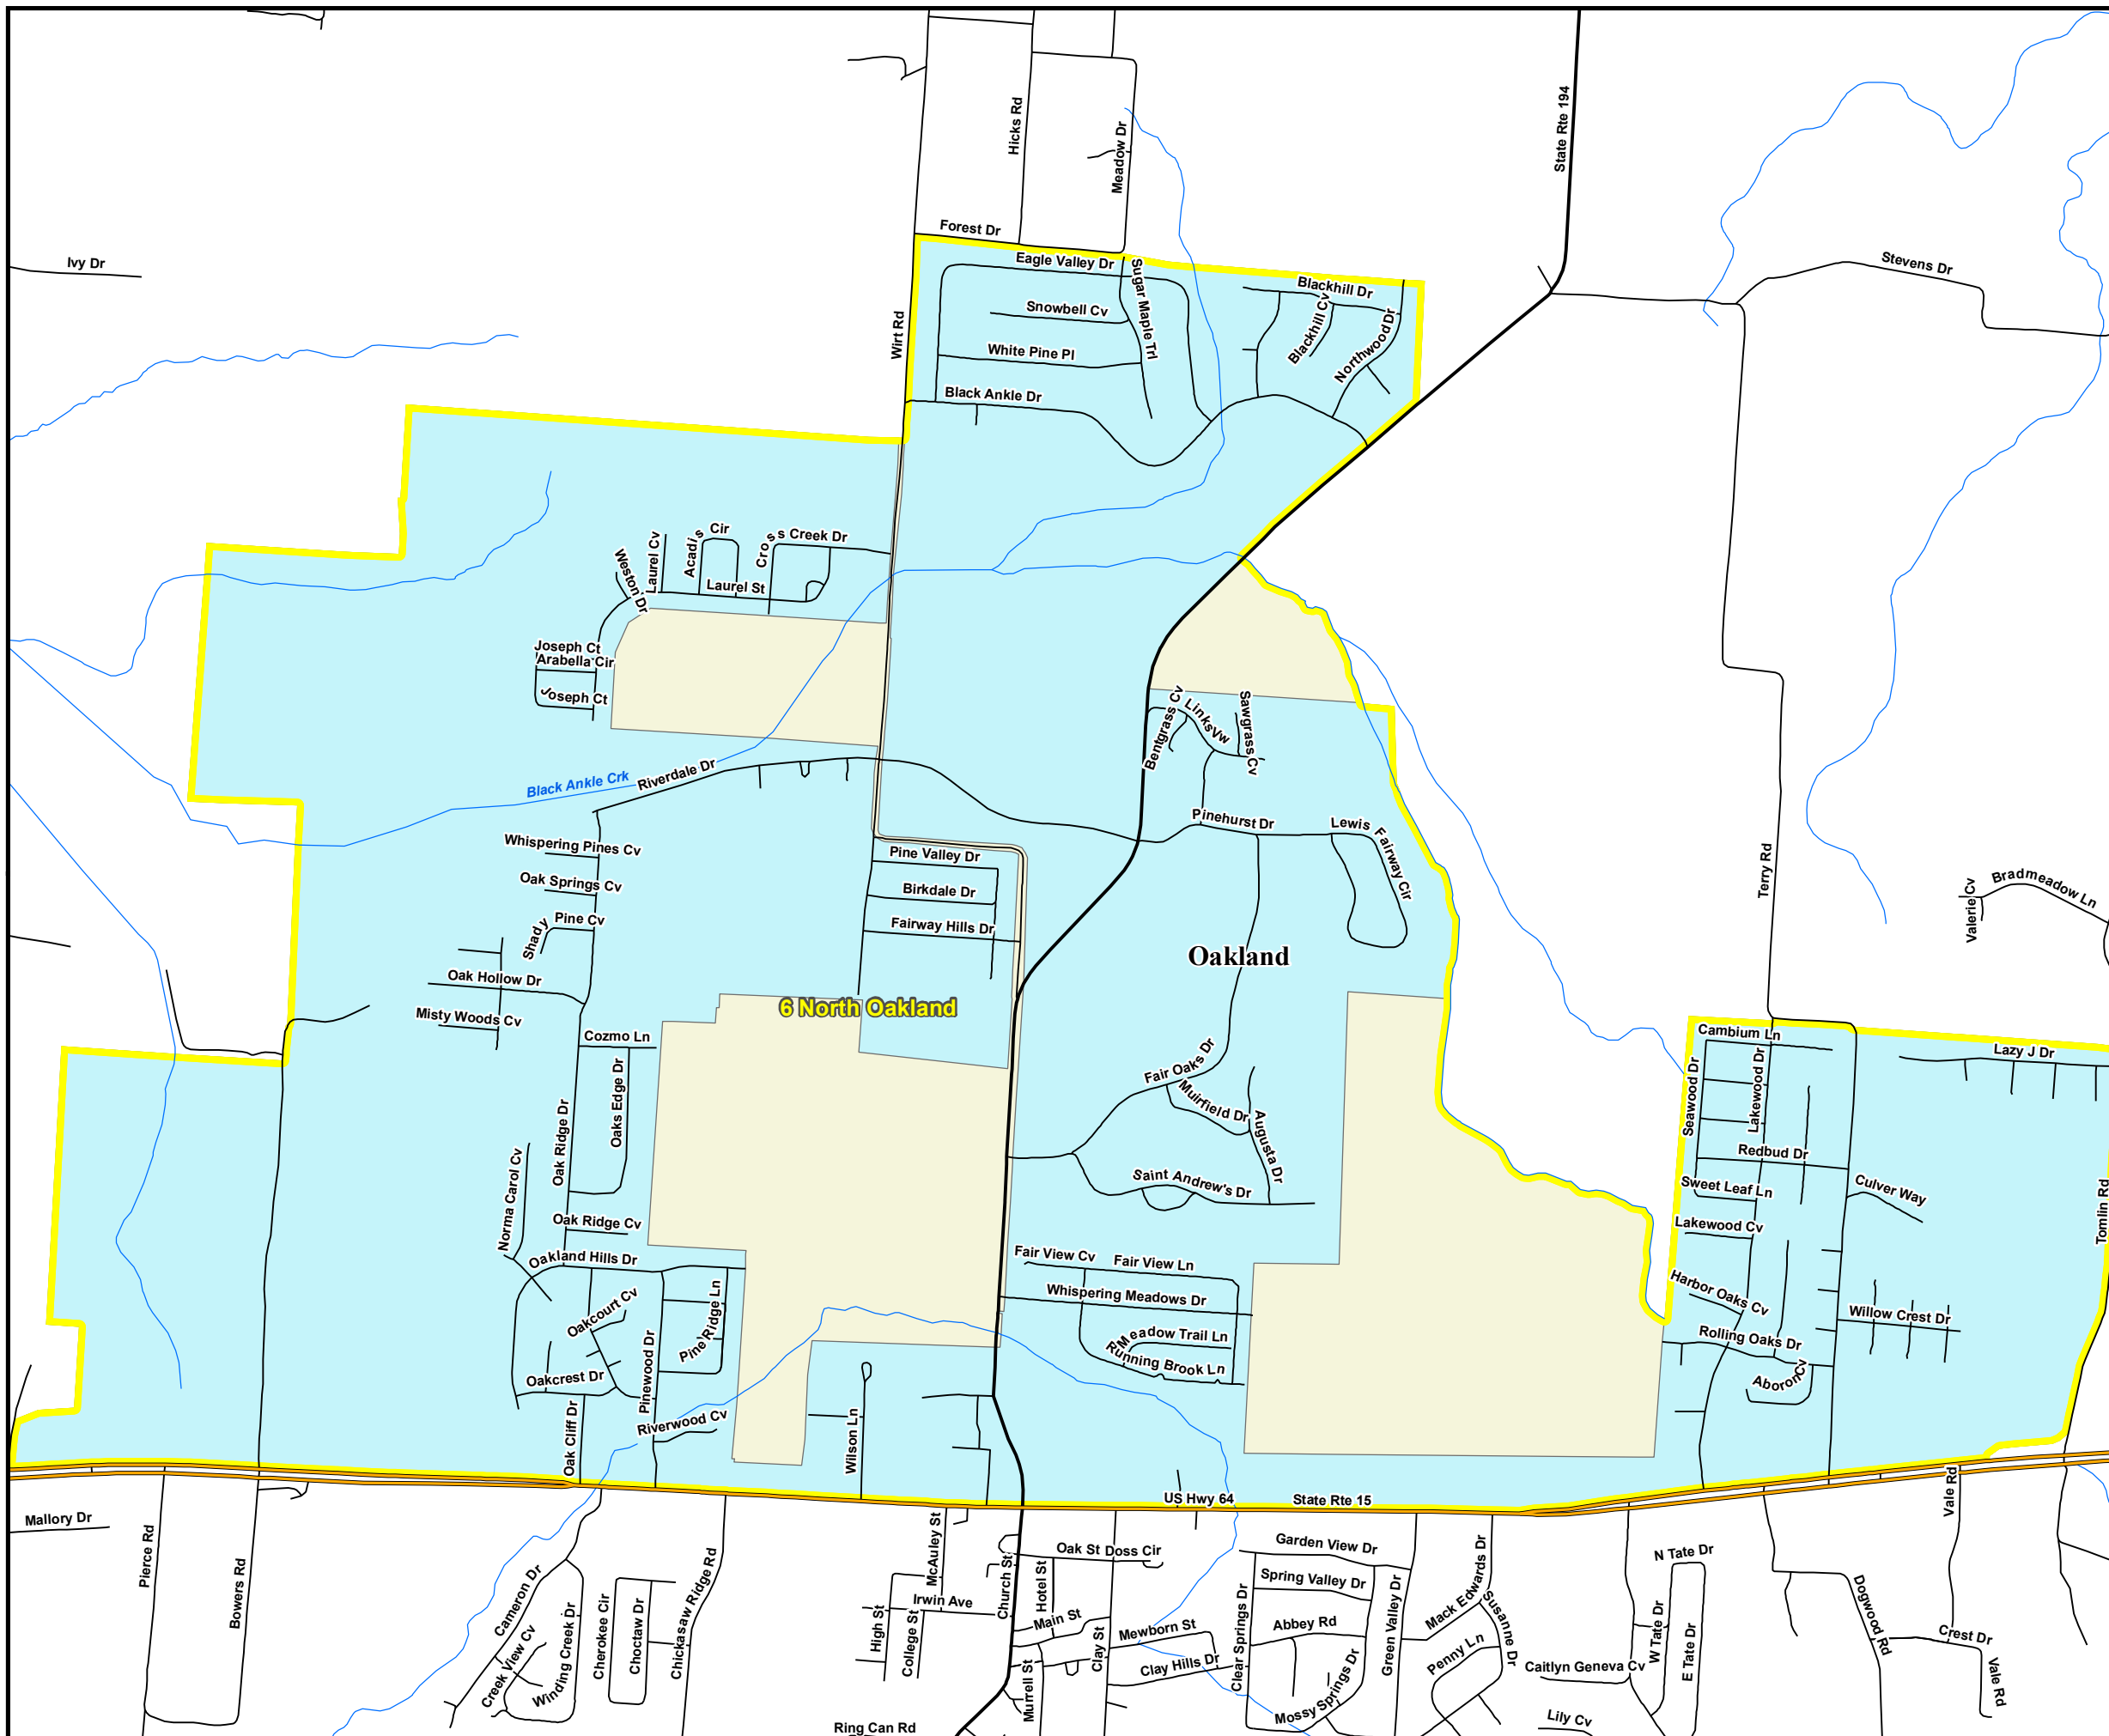 State Rte 194
Hicks Rd
Meadow Dr
Forest Dr
Ivy Dr
Stevens Dr
Eagle Valley Dr
Sugar Maple Trl
Blackhill Dr
Snowbell Cv
Blackhill Cv
Northwood Dr
Wirt Rd
White Pine Pl
Black Ankle Dr
Weston Dr
Laurel Cv
Acadis Cir
Cross Creek Dr
Laurel St
Joseph Ct
Arabella Cir
Joseph Ct
Bentgrass Cv
Links Vw
Sawgrass Cv
Black Ankle Crk
Riverdale Dr
Pinehurst Dr
Lewis Fairway Cir
Whispering Pines Cv
Pine Valley Dr
Oak Springs Cv
Birkdale Dr
Terry Rd
Valerie Cv
Bradmeadow Ln
Shady Pine Cv
Fairway Hills Dr
Oakland
Oak Hollow Dr
6 North Oakland
Misty Woods Cv
Cozmo Ln
Cambium Ln
Lazy J Dr
Oaks Edge Dr
Fair Oaks Dr
Seawood Dr
Lakewood Dr
Muirfield Dr
Augusta Dr
Oak Ridge Dr
Redbud Dr
Norma Carol Cv
Saint Andrew's Dr
Sweet Leaf Ln
Culver Way
Tomlin Rd
Oak Ridge Cv
Lakewood Cv
Oakland Hills Dr
Fair View Cv
Fair View Ln
Whispering Meadows Dr
Harbor Oaks Cv
Oakcourt Cv
Pine Ridge Ln
Willow Crest Dr
Meadow Trail Ln
Rolling Oaks Dr
Running Brook Ln
Pinewood Dr
Oakcrest Dr
Aboron Cv
Oak Cliff Dr
Riverwood Cv
Wilson Ln
US Hwy 64
State Rte 15
Vale Rd
Mallory Dr
Pierce Rd
Bowers Rd
McAuley St
Oak St
Doss Cir
Garden View Dr
N Tate Dr
Cameron Dr
Cherokee Cir
Choctaw Dr
Chickasaw Ridge Rd
Church St
Hotel St
Spring Valley Dr
Mack Edwards Dr
Susanne Dr
Dogwood Rd
Irwin Ave
High St
College St
Main St
Mewborn St
Clay St
Abbey Rd
Clear Springs Dr
Green Valley Dr
Penny Ln
W Tate Dr
E Tate Dr
Crest Dr
Creek View Cv
Winding Creek Dr
Clay Hills Dr
Caitlyn Geneva Cv
Vale Rd
Murrell St
Mossy Springs Dr
Lily Cv
Ring Can Rd